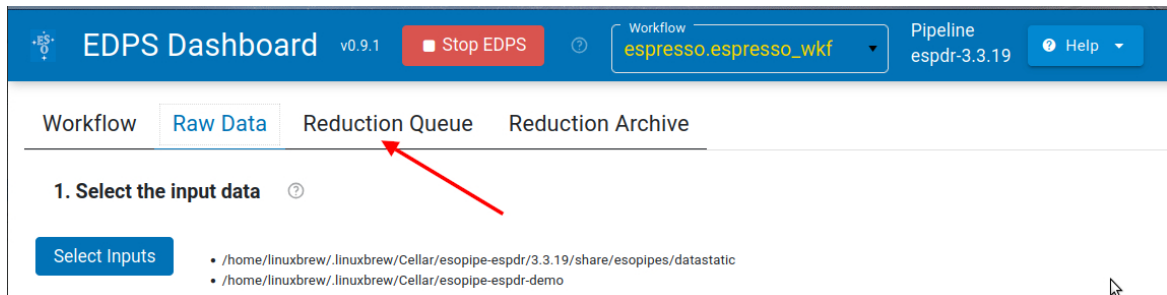 ES
O
EDPS Dashboard v0.9.1 Stop EDPS ? Workflow espresso.espresso_wkf Pipeline espdr-3.3.19 ? Help
Workflow Raw Data Reduction Queue Reduction Archive
1. Select the input data ?
Select Inputs
• /home/linuxbrew/.linuxbrew/Cellar/esopipe-espdr/3.3.19/share/esopipes/datastatic
• /home/linuxbrew/.linuxbrew/Cellar/esopipe-espdr-demo